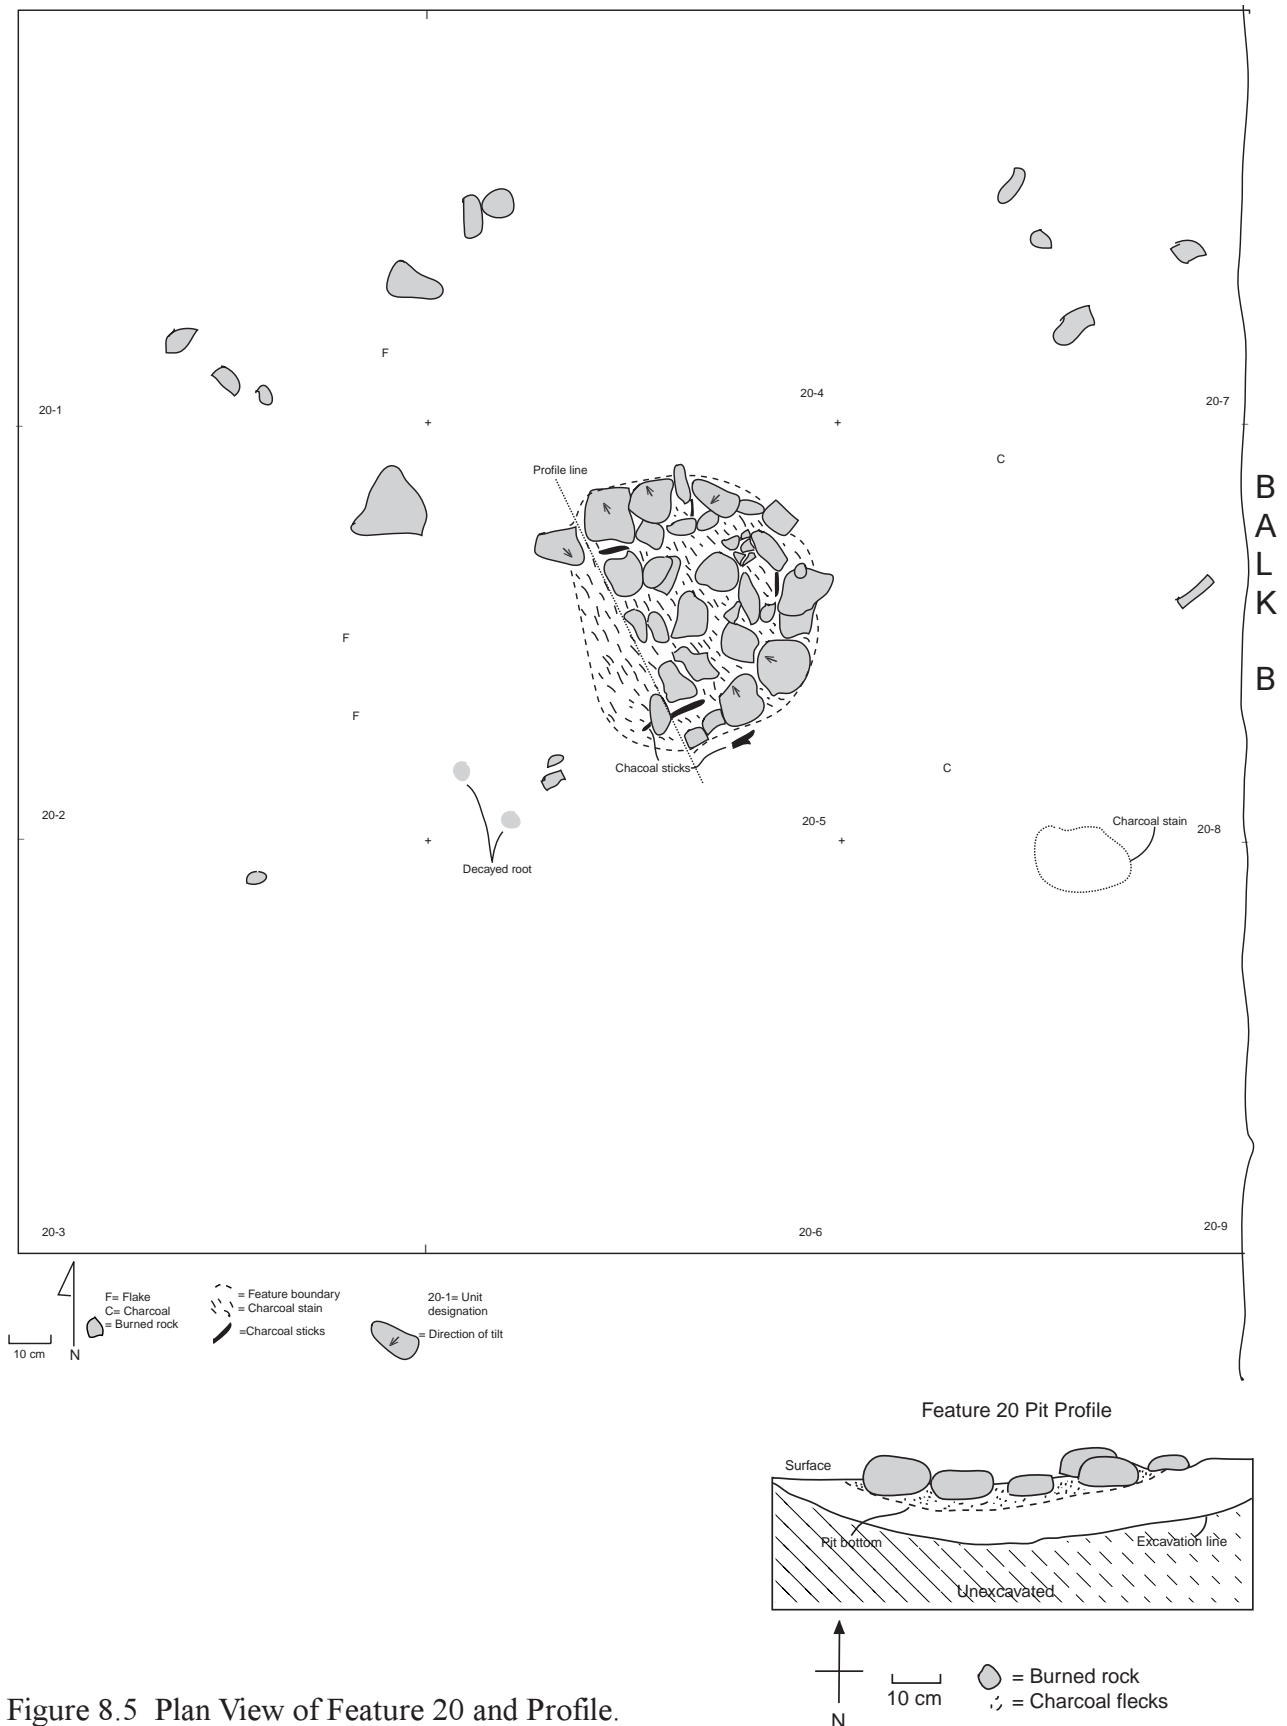 F
20-1
20-4
20-7
Profile line
C
B
A
L
K
B
F
F
Chacoal sticks
C
20-2
20-5
Charcoal stain
20-8
Decayed root
20-3
20-6
20-9
F= Flake
C= Charcoal
= Burned rock
= Feature boundary
= Charcoal stain
=Charcoal sticks
20-1= Unit
designation
= Direction of tilt
10 cm
N
Feature 20 Pit Profile
Surface
Pit bottom
Excavation line
Unexcavated
10 cm
N
= Burned rock
= Charcoal flecks
Figure 8.5 Plan View of Feature 20 and Profile.